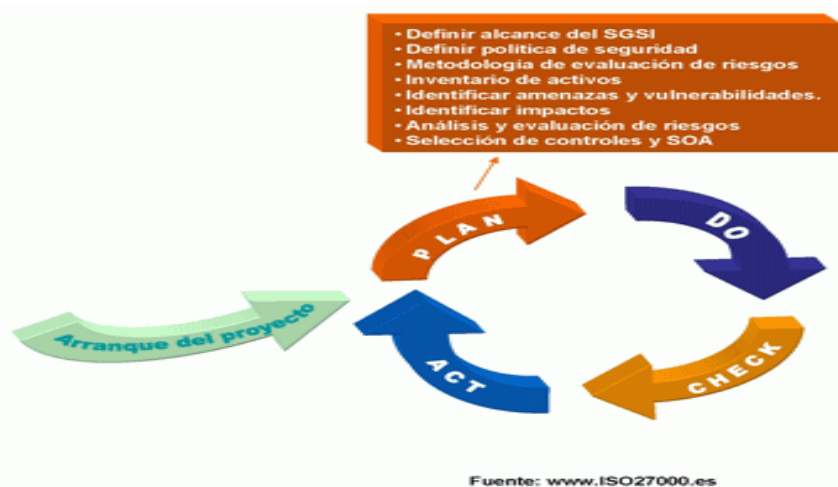 • Definir alcance del SGSI
• Definir política de seguridad
• Metodología de evaluación de riesgos
• Inventario de activos
• Identificar amenazas y vulnerabilidades.
• Identificar impactos
• Análisis y evaluación de riesgos
• Selección de controles y SOA
PLAN
DO
Arranque del proyecto
ACT
CHECK
Fuente: www.ISO27000.es